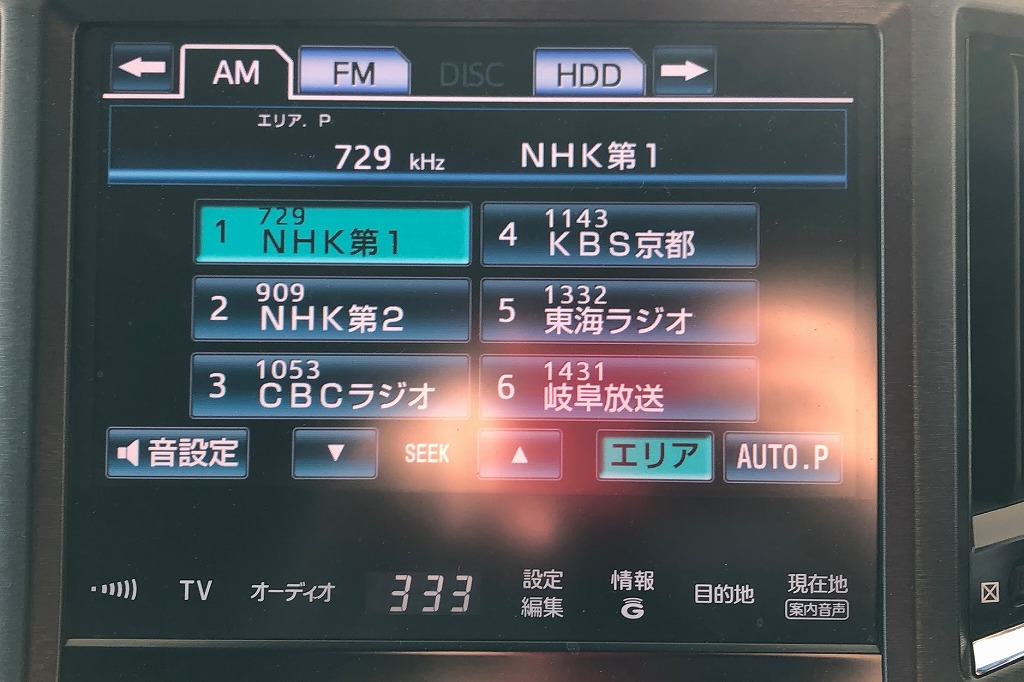 AM FM DISC HDD
エリア. P
729 kHz NHK第1
1 729 NHK第1
4 1143 KBS京都
2 909 NHK第2
5 1332 東海ラジオ
3 1053 CBCラジオ
6 1431 岐阜放送
音設定 ▼ SEEK ▲ エリア AUTO.P
TV オーディオ 333 設定編集 情報G 目的地 現在地 案内音声